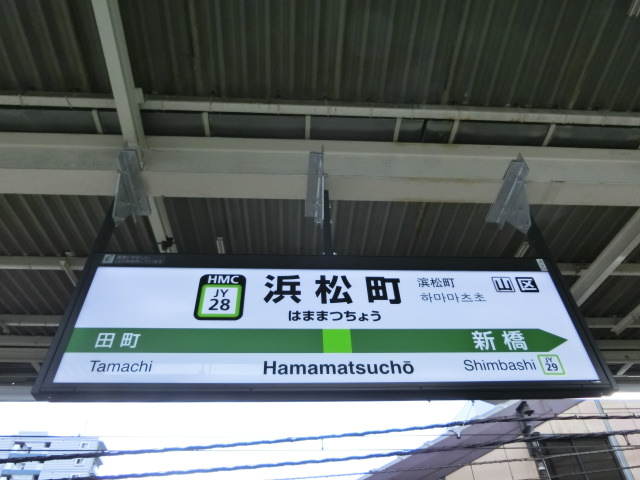 HMC
JY
28
浜松町
はままつちょう
滨松町
하마마츠초
山 区
田町
新橋
Tamachi
Hamamatsuchō
Shimbashi
JY
29